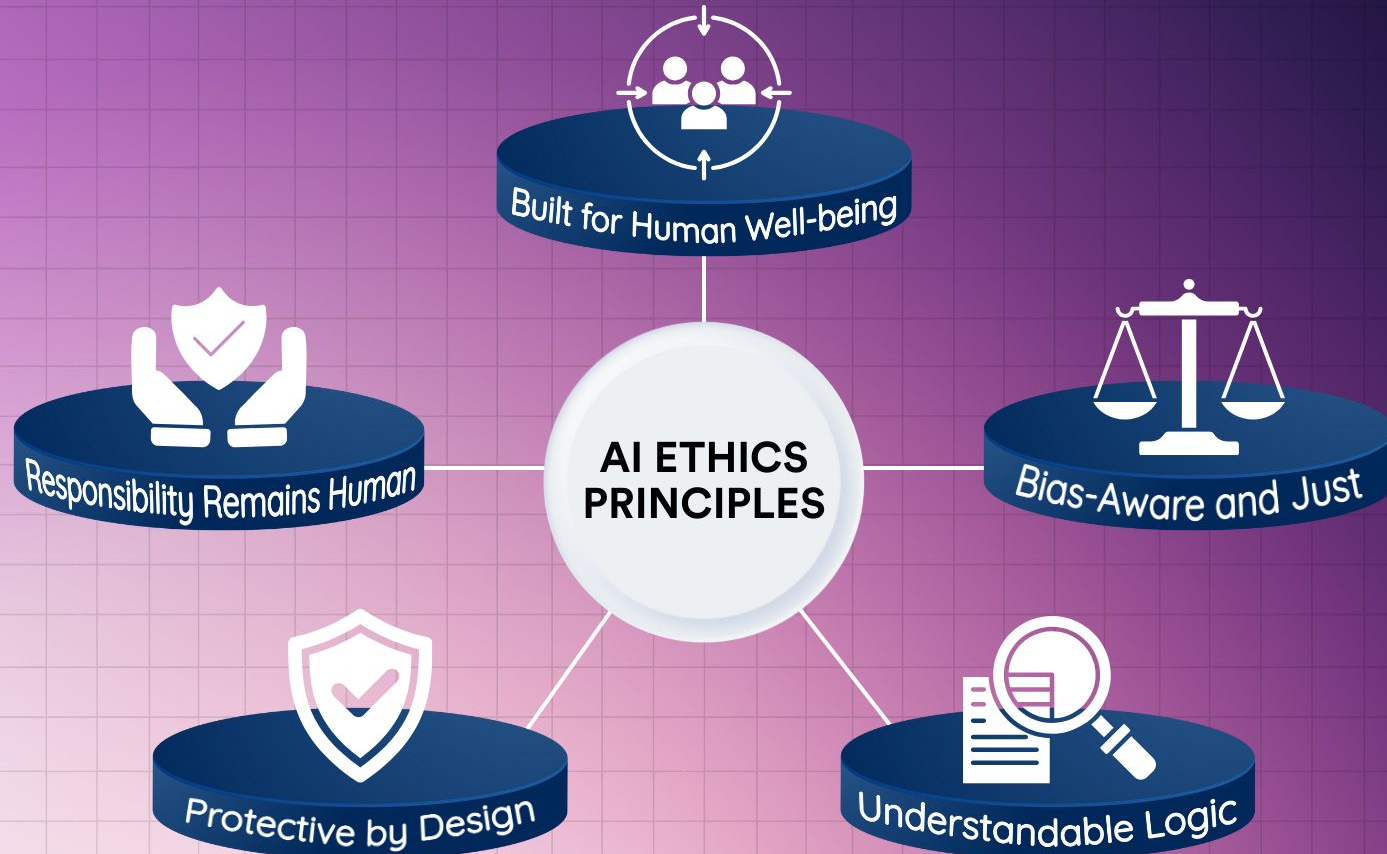 Built for Human Well-being
Responsibility Remains Human
AI ETHICS
PRINCIPLES
Bias-Aware and Just
Protective by Design
Understandable Logic